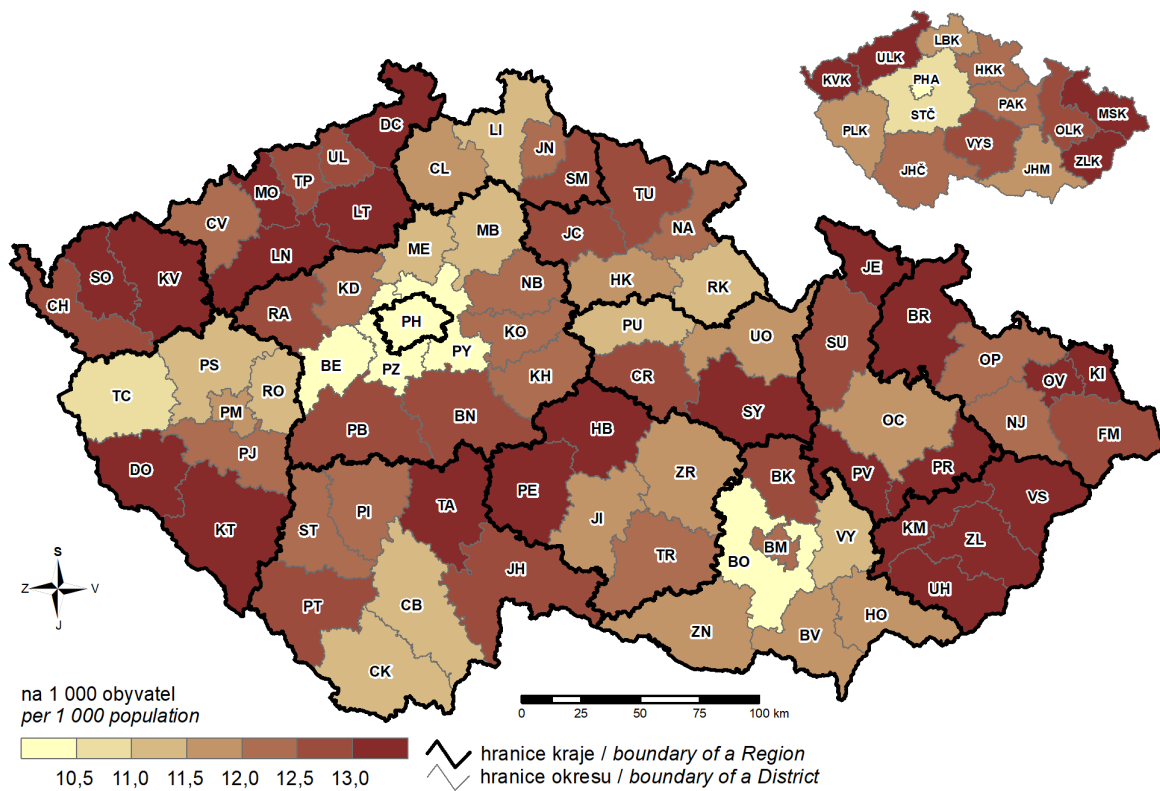 LBK
ULK
HKK
KVK
PHA
PAK
MSK
STČ
PLK
OLK
VYS
ZLK
JHČ
JHM
DC
LI
UL
JN
CL
TP
SM
MO
TU
CV
LT
MB
JC
NA
ME
LN
JE
SO
KV
NB
HK
RK
KD
CH
RA
BR
PH
KO
PU
UO
SU
OP
PS
BE
PY
PZ
OV
KI
TC
RO
KH
CR
PM
SY
BN
OC
NJ
PB
HB
FM
PJ
DO
ZR
PV
PR
BK
PE
VS
TA
PI
KT
ST
JI
KM
VY
ZL
BM
TR
BO
JH
UH
PT
CB
HO
ZN
BV
CK
S
Z V
J
na 1 000 obyvatel
per 1 000 population
10,5 11,0 11,5 12,0 12,5 13,0
0 25 50 75 100 km
hranice kraje / boundary of a Region
hranice okresu / boundary of a District